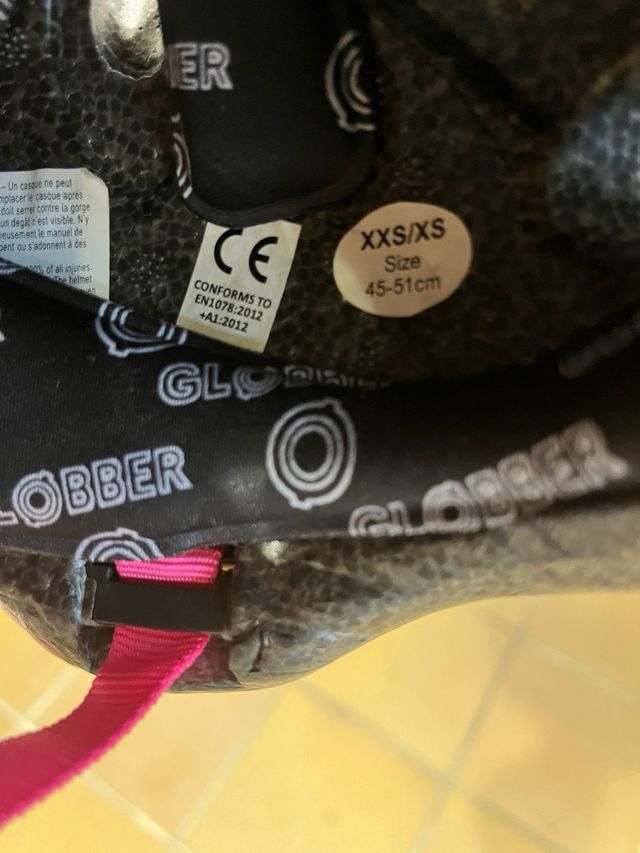 ER
– Un casque ne peut
mplacer le casque après
doit serrer contre la gorge
un dégât n est visible. N y
neusement le manuel de
pent ou s'adonnent à des
% of all injuries.
The helmet
CE
CONFORMS TO
EN1078:2012
+A1:2012
XXS/XS
Size
45-51cm
GLOBBER
LOBBER
GLOBBER